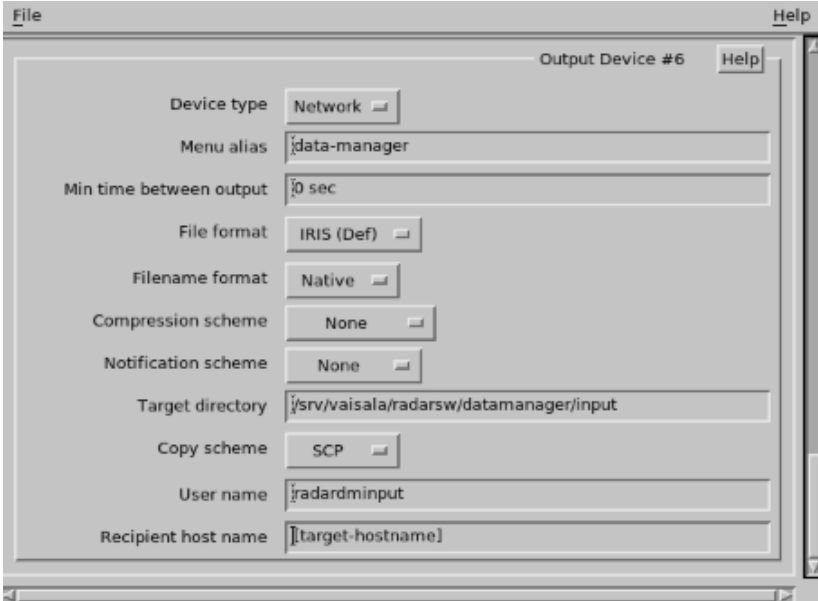 File Help
Output Device #6 Help
Device type Network
Menu alias data-manager
Min time between output 0 sec
File format IRIS (Def)
Filename format Native
Compression scheme None
Notification scheme None
Target directory /srv/vaisala/radarsw/datamanager/input
Copy scheme SCP
User name radardminput
Recipient host name [target-hostname]